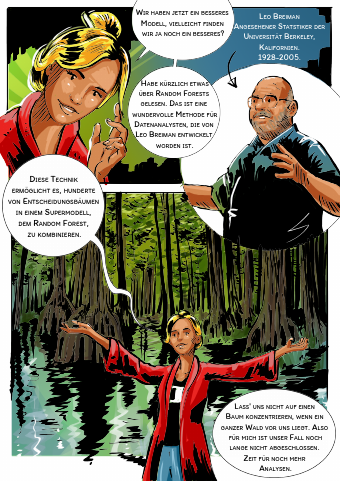 Wir haben jetzt ein besseres
Modell, vielleicht finden
wir ja noch ein besseres?
Leo Breiman
Angesehener Statstiker der
Universität Berkeley,
Kalifornien.
1928-2005.
Habe kürzlich etwas
über Random Forests
gelesen. Das ist eine
wundervolle Methode für
Datenanalysten, die von
Leo Breiman entwickelt
worden ist.
Diese Technik
ermöglicht es, hunderte
von Entscheidungsbäumen
in einem Supermodell,
dem Random Forest,
zu kombinieren.
Lass' uns nicht auf einen
Baum konzentrieren, wenn ein
ganzer Wald vor uns liegt. Also
für mich ist unser Fall noch
lange nicht abgeschlossen.
Zeit für noch mehr
Analysen.